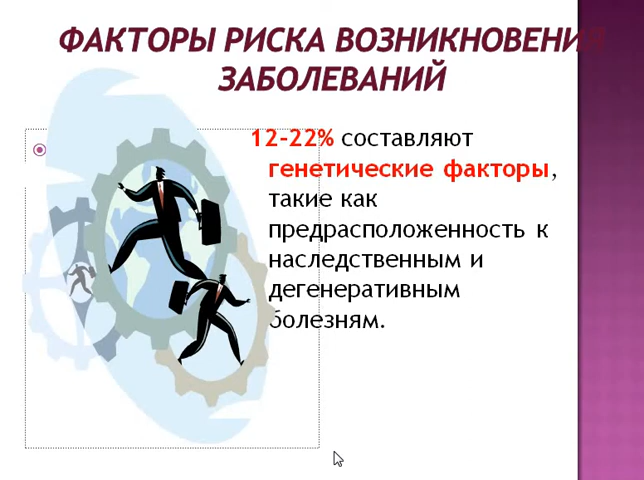 ФАКТОРЫ РИСКА ВОЗНИКНОВЕНИЯ
ЗАБОЛЕВАНИЙ
12-22% составляют
генетические факторы,
такие как
предрасположенность к
наследственным и
дегенеративным
болезням.